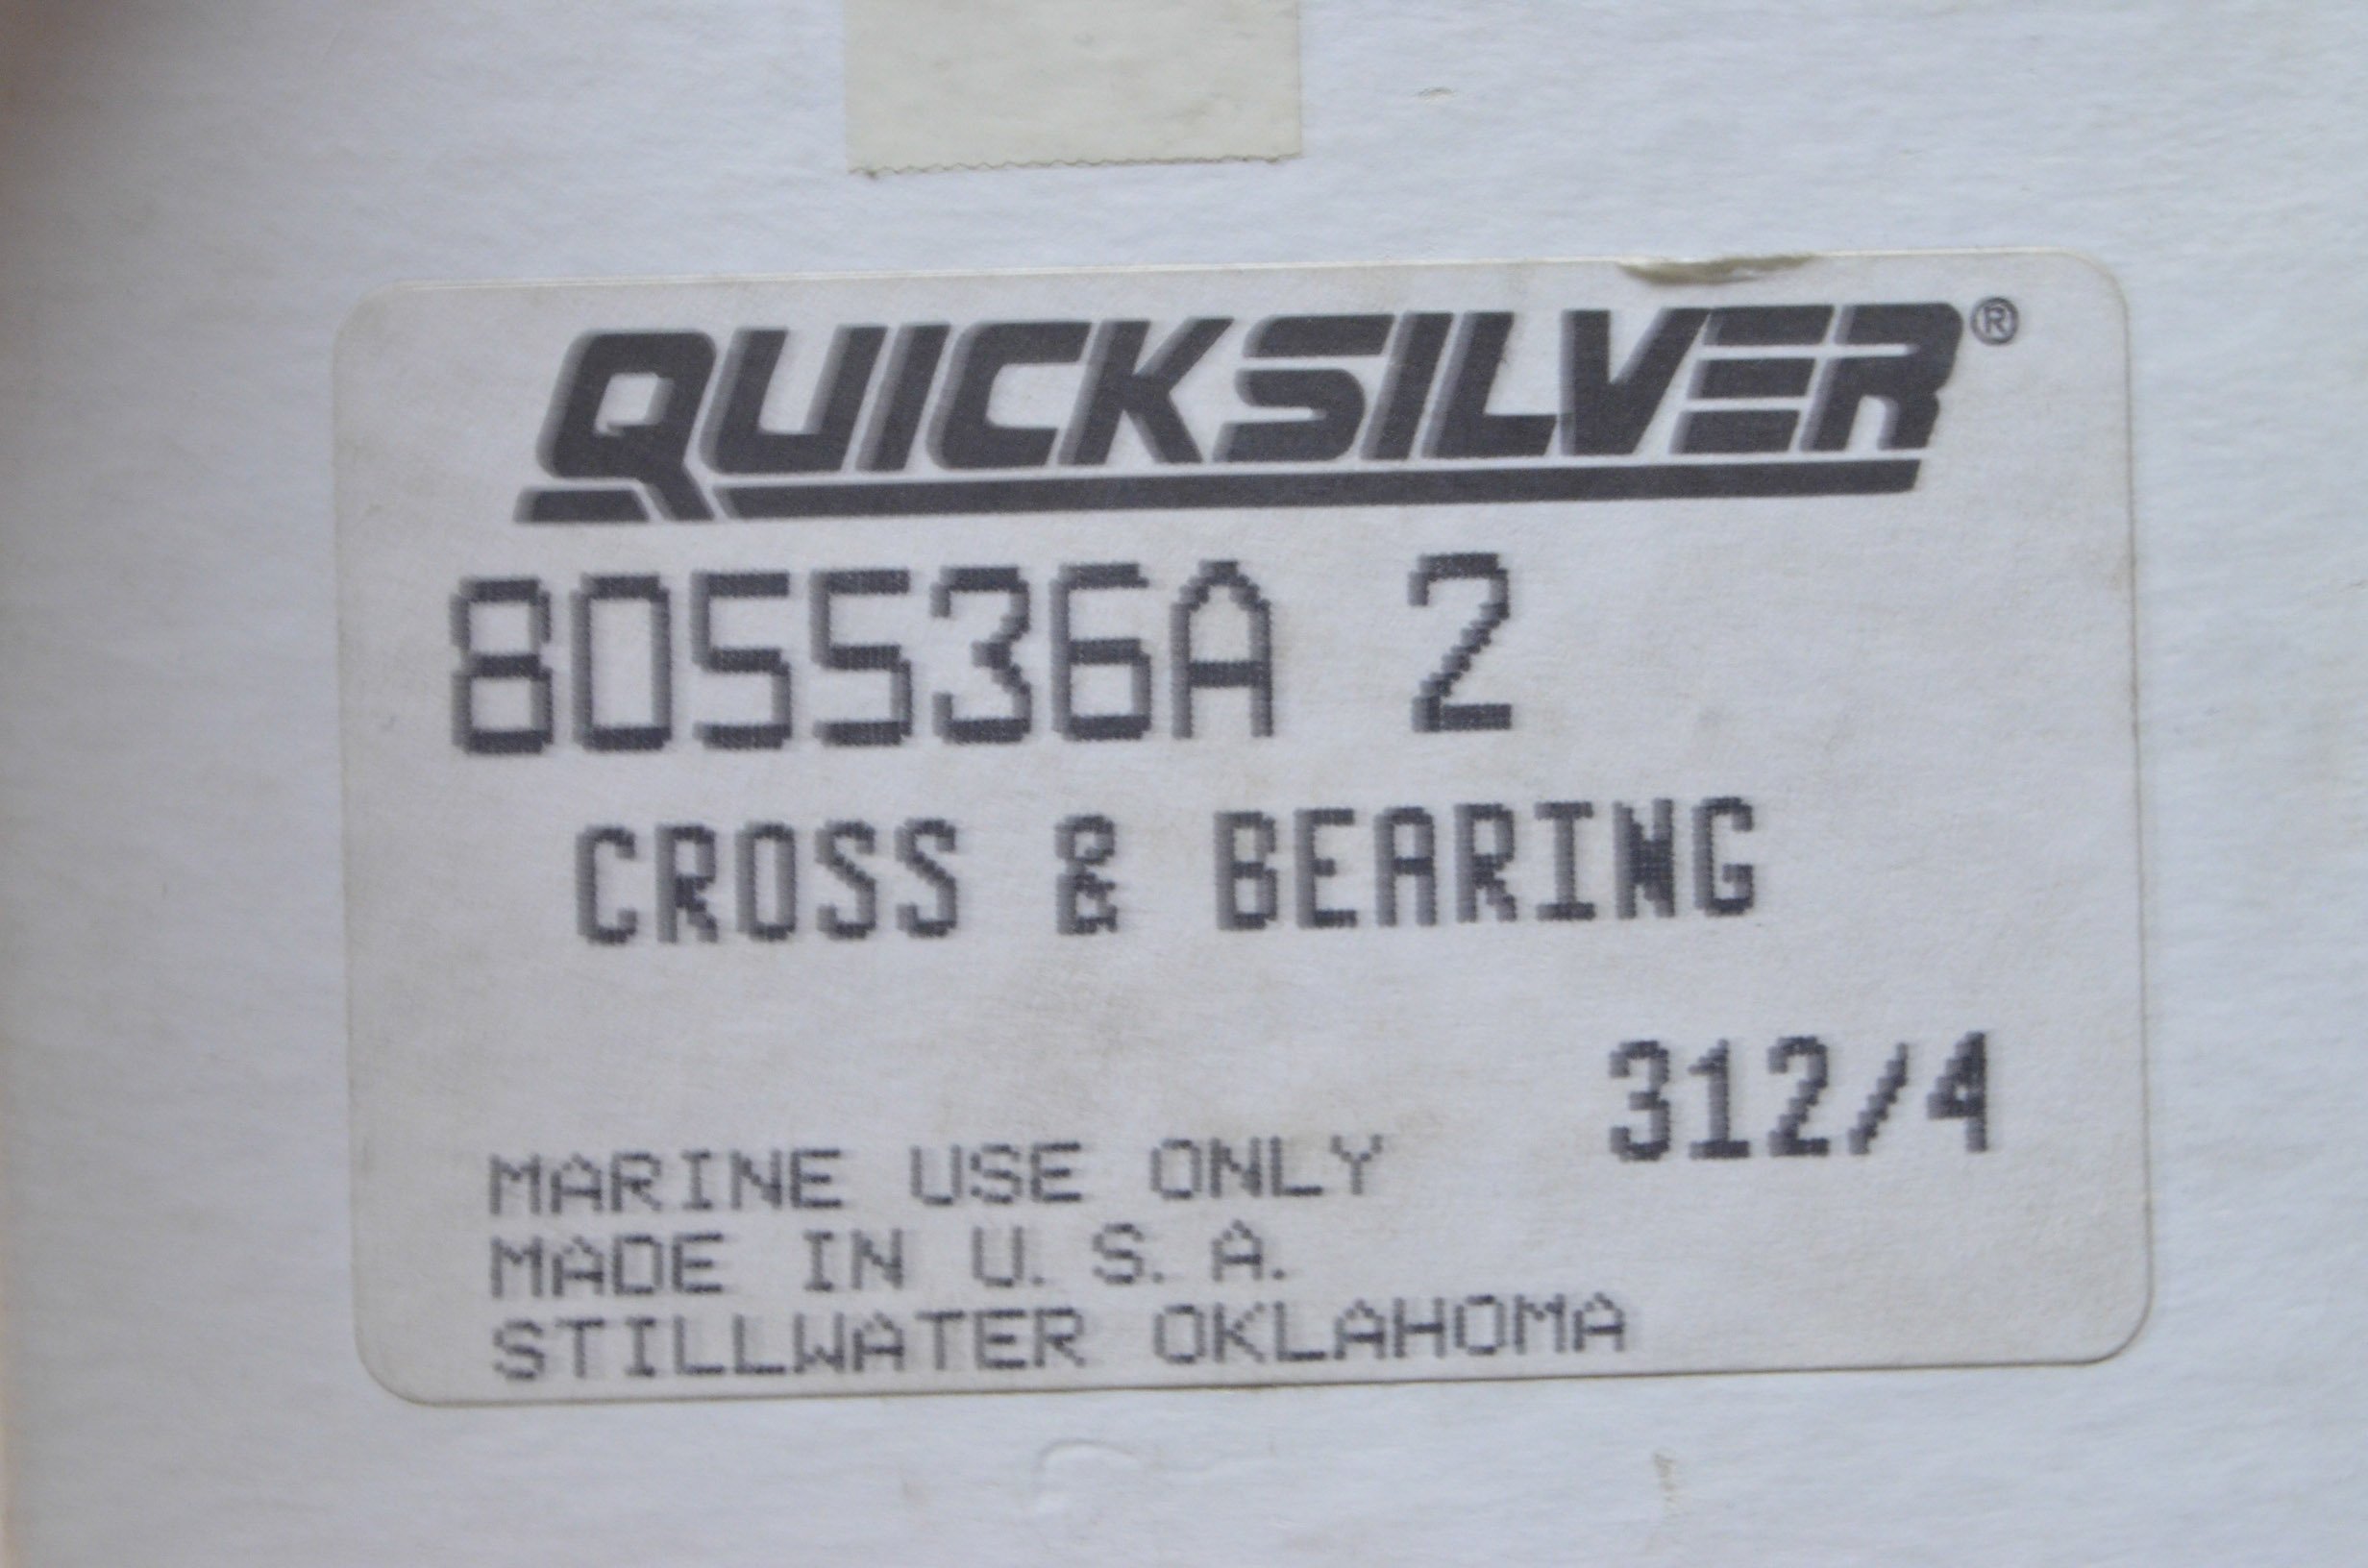 QUICKSILVER®
805536A 2
CROSS & BEARING
312/4
MARINE USE ONLY
MADE IN U.S.A.
STILLWATER OKLAHOMA